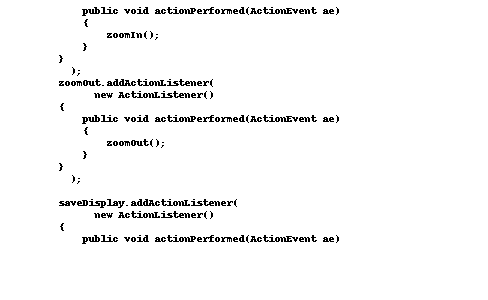 public void actionPerformed(ActionEvent ae)
{
zoomIn();
}
}
);
zoomOut.addActionListener(
new ActionListener()
{
public void actionPerformed(ActionEvent ae)
{
zoomOut();
}
}
);
saveDisplay.addActionListener(
new ActionListener()
{
public void actionPerformed(ActionEvent ae)